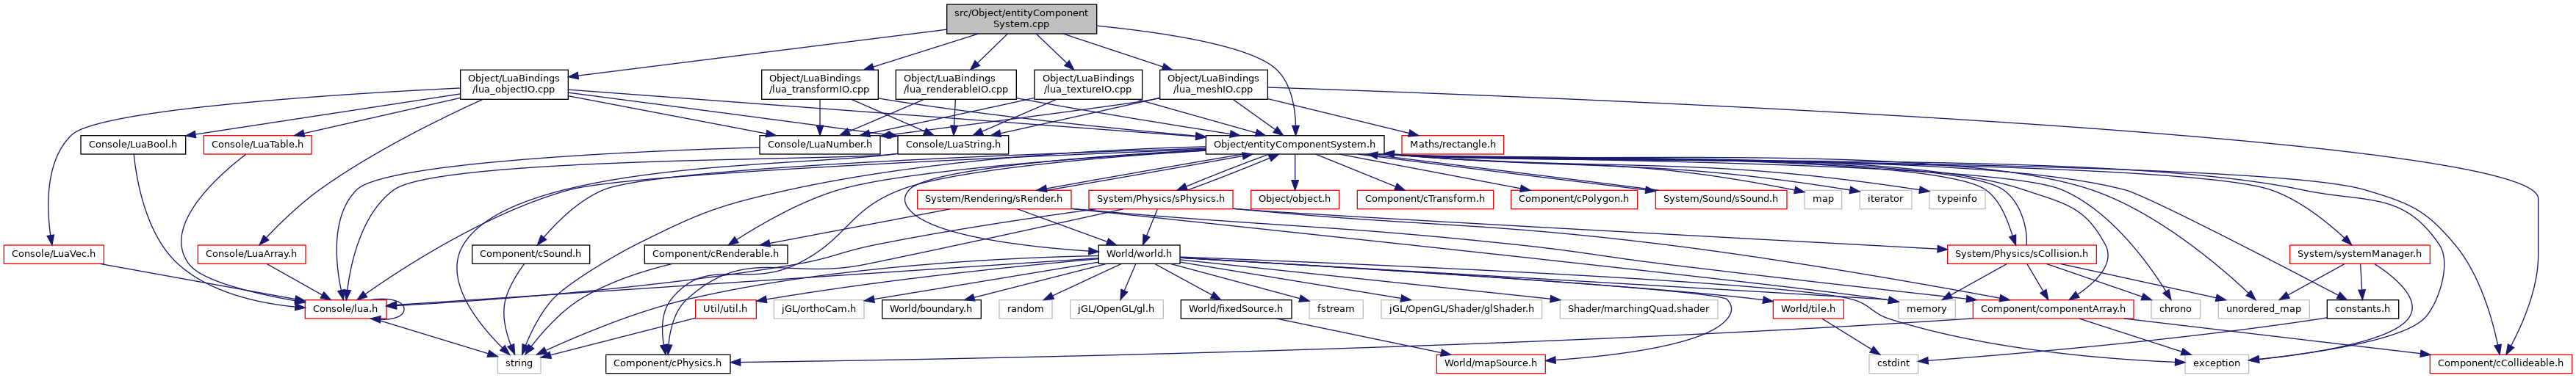 src/Object/entityComponent
System.cpp
Object/LuaBindings
/lua_objectIO.cpp
Object/LuaBindings
/lua_transformIO.cpp
Object/LuaBindings
/lua_renderableIO.cpp
Object/LuaBindings
/lua_textureIO.cpp
Object/LuaBindings
/lua_meshIO.cpp
Console/LuaBool.h
Console/LuaTable.h
Console/LuaNumber.h
Console/LuaString.h
Object/entityComponentSystem.h
Maths/rectangle.h
System/Rendering/sRender.h
System/Physics/sPhysics.h
Object/object.h
Component/cTransform.h
Component/cPolygon.h
System/Sound/sSound.h
map
iterator
typeinfo
Console/LuaVec.h
Console/LuaArray.h
Component/cSound.h
Component/cRenderable.h
World/world.h
System/Physics/sCollision.h
System/systemManager.h
Console/lua.h
Util/util.h
jGL/orthoCam.h
World/boundary.h
random
jGL/OpenGL/gl.h
World/fixedSource.h
fstream
jGL/OpenGL/Shader/glShader.h
Shader/marchingQuad.shader
World/tile.h
memory
Component/componentArray.h
chrono
unordered_map
constants.h
string
Component/cPhysics.h
World/mapSource.h
cstdint
exception
Component/cCollideable.h